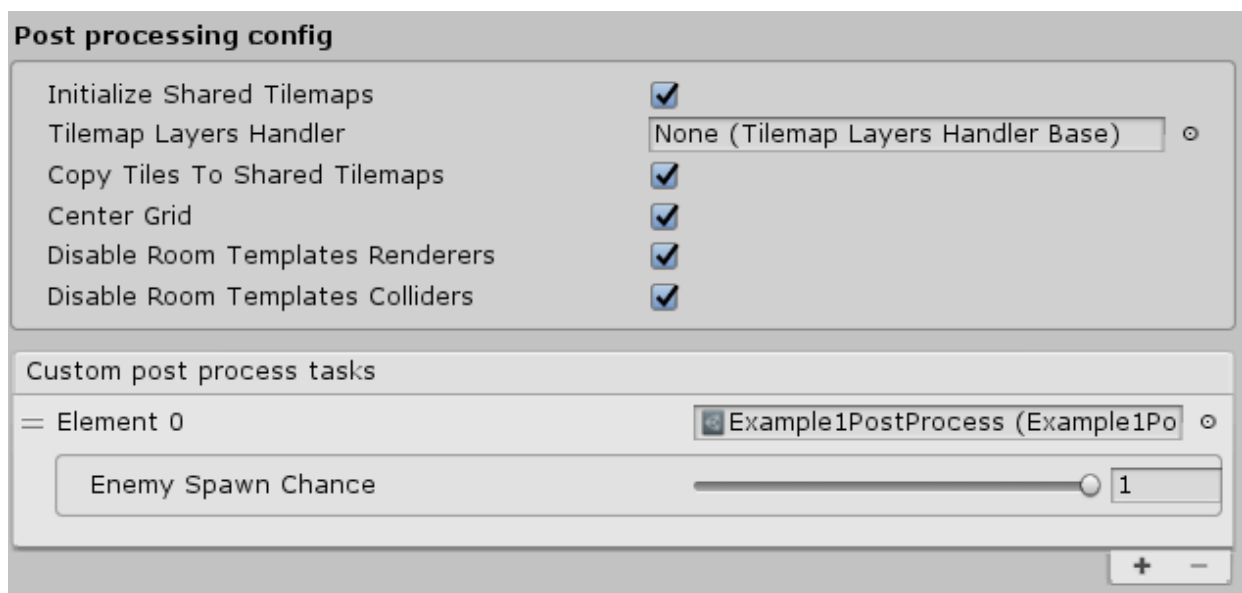 Post processing config
Initialize Shared Tilemaps
Tilemap Layers Handler None (Tilemap Layers Handler Base)
Copy Tiles To Shared Tilemaps
Center Grid
Disable Room Templates Renderers
Disable Room Templates Colliders
Custom post process tasks
Element 0 Example1PostProcess (Example1Po
Enemy Spawn Chance 1
+ −